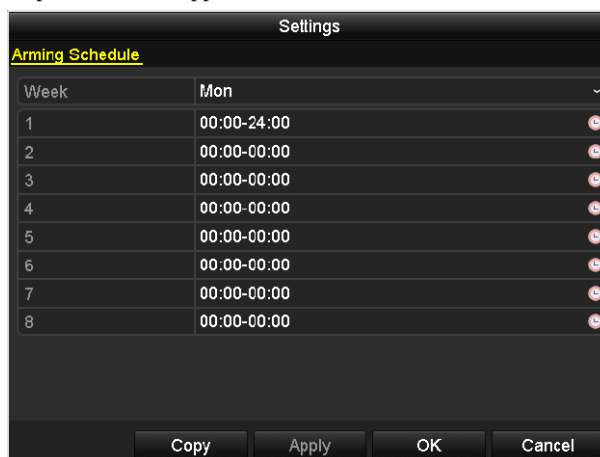 Settings
Arming Schedule
Week Mon
1 00:00-24:00
2 00:00-00:00
3 00:00-00:00
4 00:00-00:00
5 00:00-00:00
6 00:00-00:00
7 00:00-00:00
8 00:00-00:00
Copy Apply OK Cancel